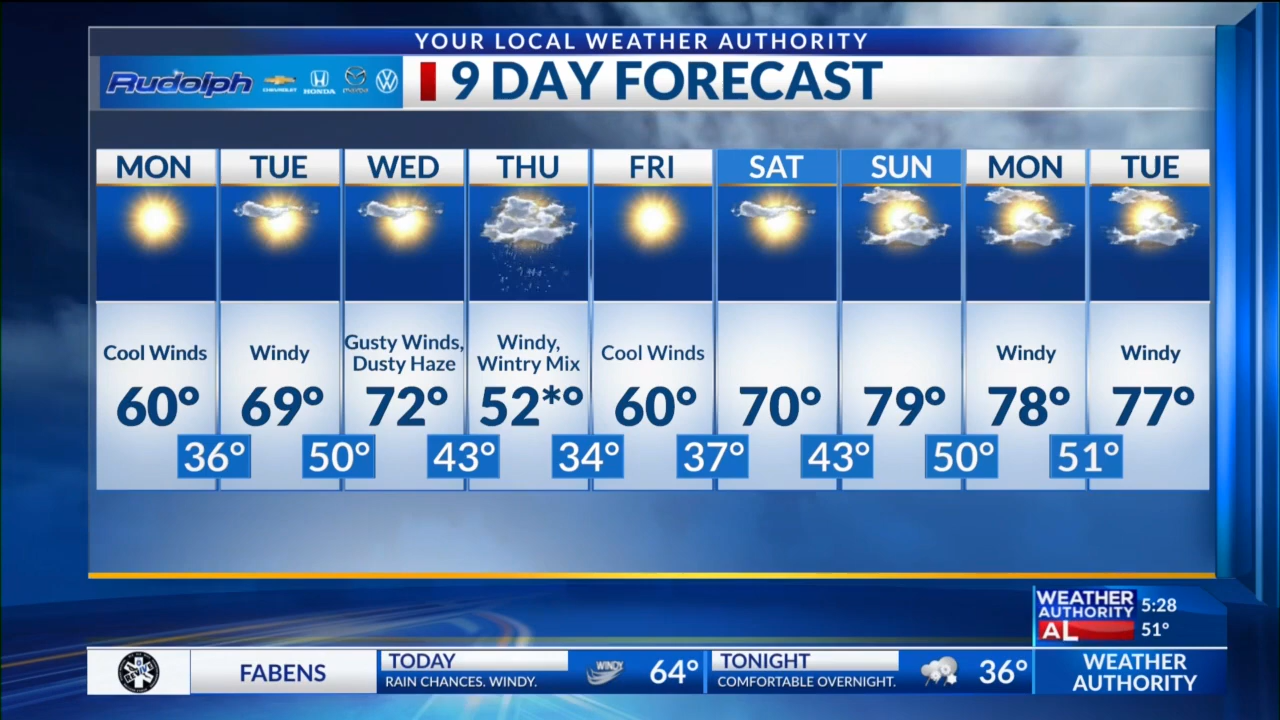 YOUR LOCAL WEATHER AUTHORITY
Rudolph CHEVROLET HONDA
9 DAY FORECAST
MON TUE WED THU FRI SAT SUN MON TUE
Cool Winds
Windy
Gusty Winds,
Dusty Haze
Windy,
Wintry Mix
Cool Winds
Windy
Windy
60° 69° 72° 52*° 60° 70° 79° 78° 77°
36° 50° 43° 34° 37° 43° 50° 51°
WEATHER
AUTHORITY
AL
5:28
51°
FABENS
TODAY
RAIN CHANCES. WINDY.
WINDY
64°
TONIGHT
COMFORTABLE OVERNIGHT.
36°
WEATHER
AUTHORITY